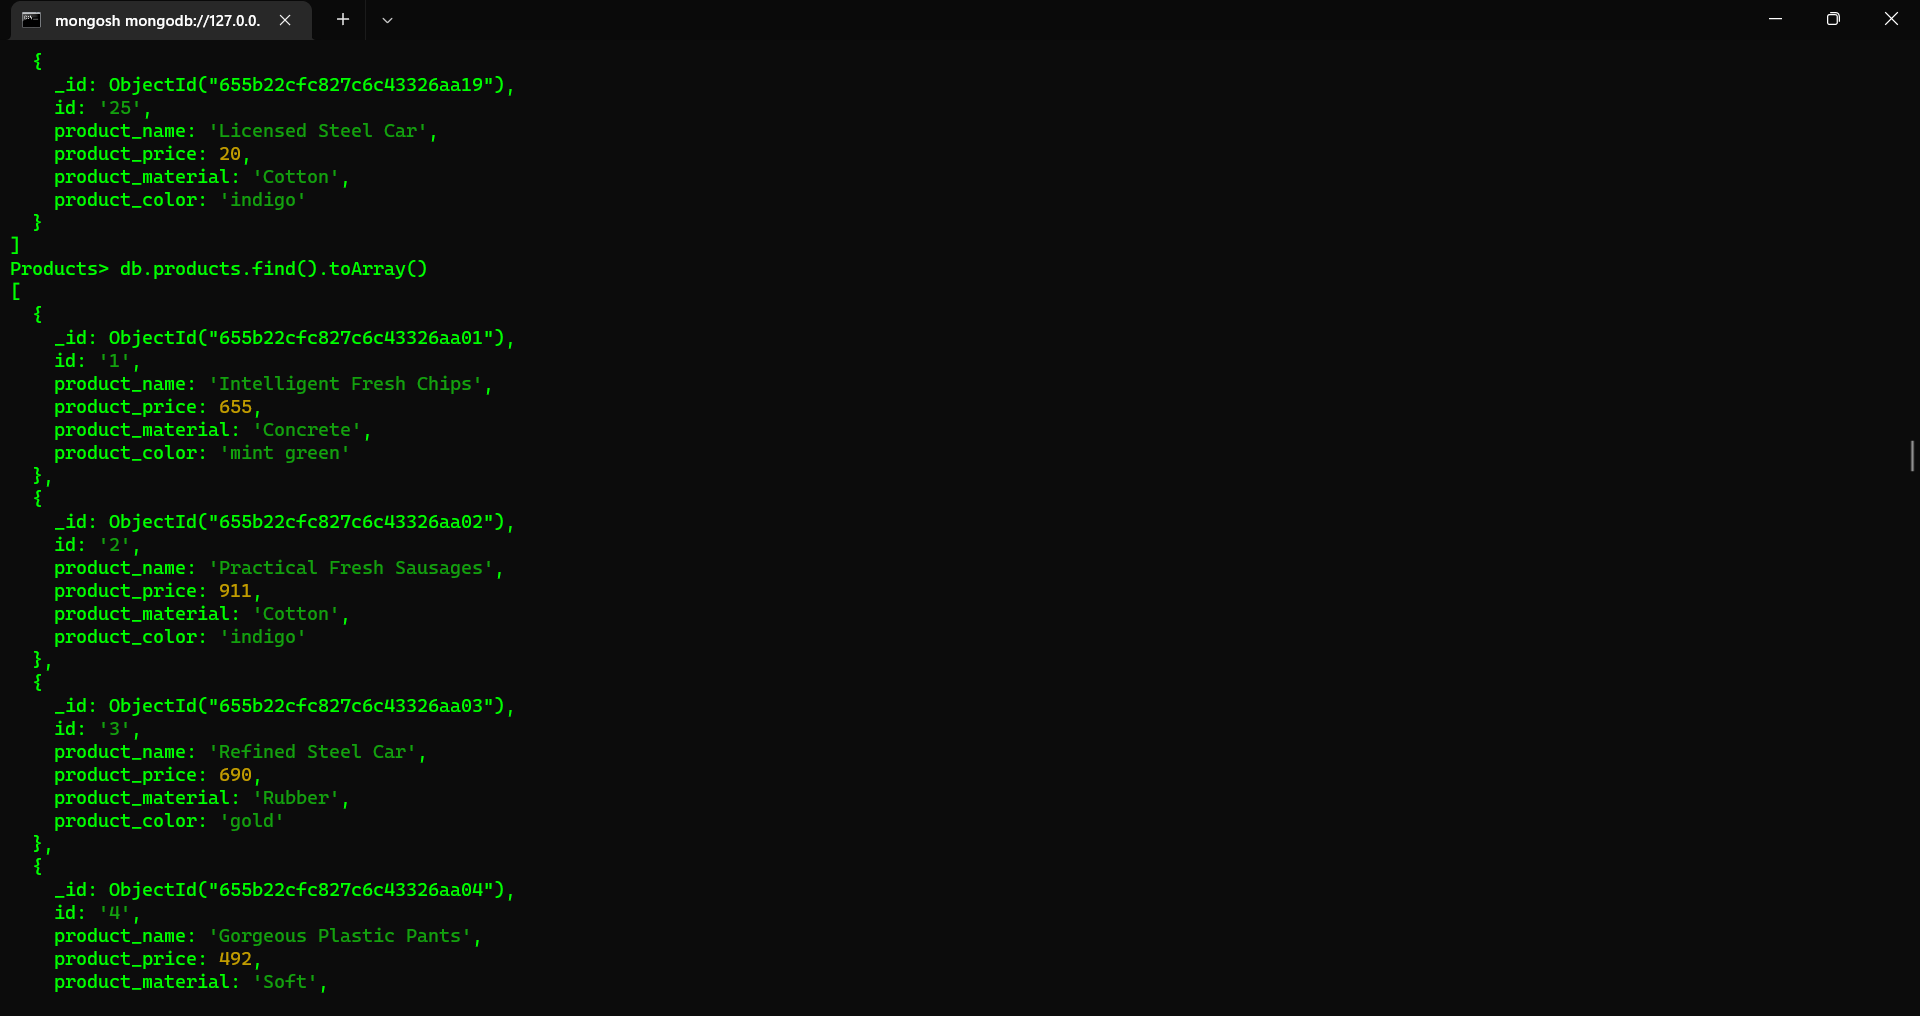 mongosh mongodb://127.0.0.
{
_id: ObjectId("655b22cfc827c6c43326aa19"),
id: '25',
product_name: 'Licensed Steel Car',
product_price: 20,
product_material: 'Cotton',
product_color: 'indigo'
}
]
Products> db.products.find().toArray()
[
{
_id: ObjectId("655b22cfc827c6c43326aa01"),
id: '1',
product_name: 'Intelligent Fresh Chips',
product_price: 655,
product_material: 'Concrete',
product_color: 'mint green'
},
{
_id: ObjectId("655b22cfc827c6c43326aa02"),
id: '2',
product_name: 'Practical Fresh Sausages',
product_price: 911,
product_material: 'Cotton',
product_color: 'indigo'
},
{
_id: ObjectId("655b22cfc827c6c43326aa03"),
id: '3',
product_name: 'Refined Steel Car',
product_price: 690,
product_material: 'Rubber',
product_color: 'gold'
},
{
_id: ObjectId("655b22cfc827c6c43326aa04"),
id: '4',
product_name: 'Gorgeous Plastic Pants',
product_price: 492,
product_material: 'Soft',